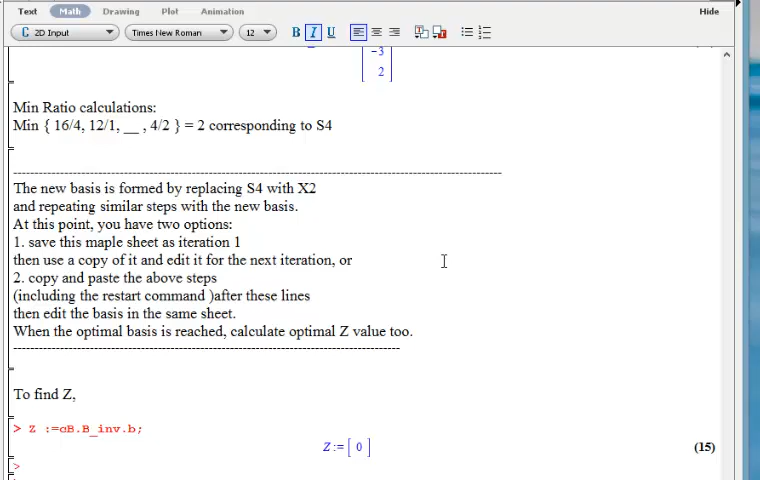 Text Math Drawing Plot Animation Hide
C 2D Input Times New Roman 12 B I U
-3
2
Min Ratio calculations:
Min { 16/4, 12/1, __ , 4/2 } = 2 corresponding to S4
---
The new basis is formed by replacing S4 with X2
and repeating similar steps with the new basis.
At this point, you have two options:
1. save this maple sheet as iteration 1
then use a copy of it and edit it for the next iteration, or
2. copy and paste the above steps
(including the restart command )after these lines
then edit the basis in the same sheet.
When the optimal basis is reached, calculate optimal Z value too.
---
To find Z,
> Z :=cB.B_inv.b;
Z := [ 0 ] (15)
>